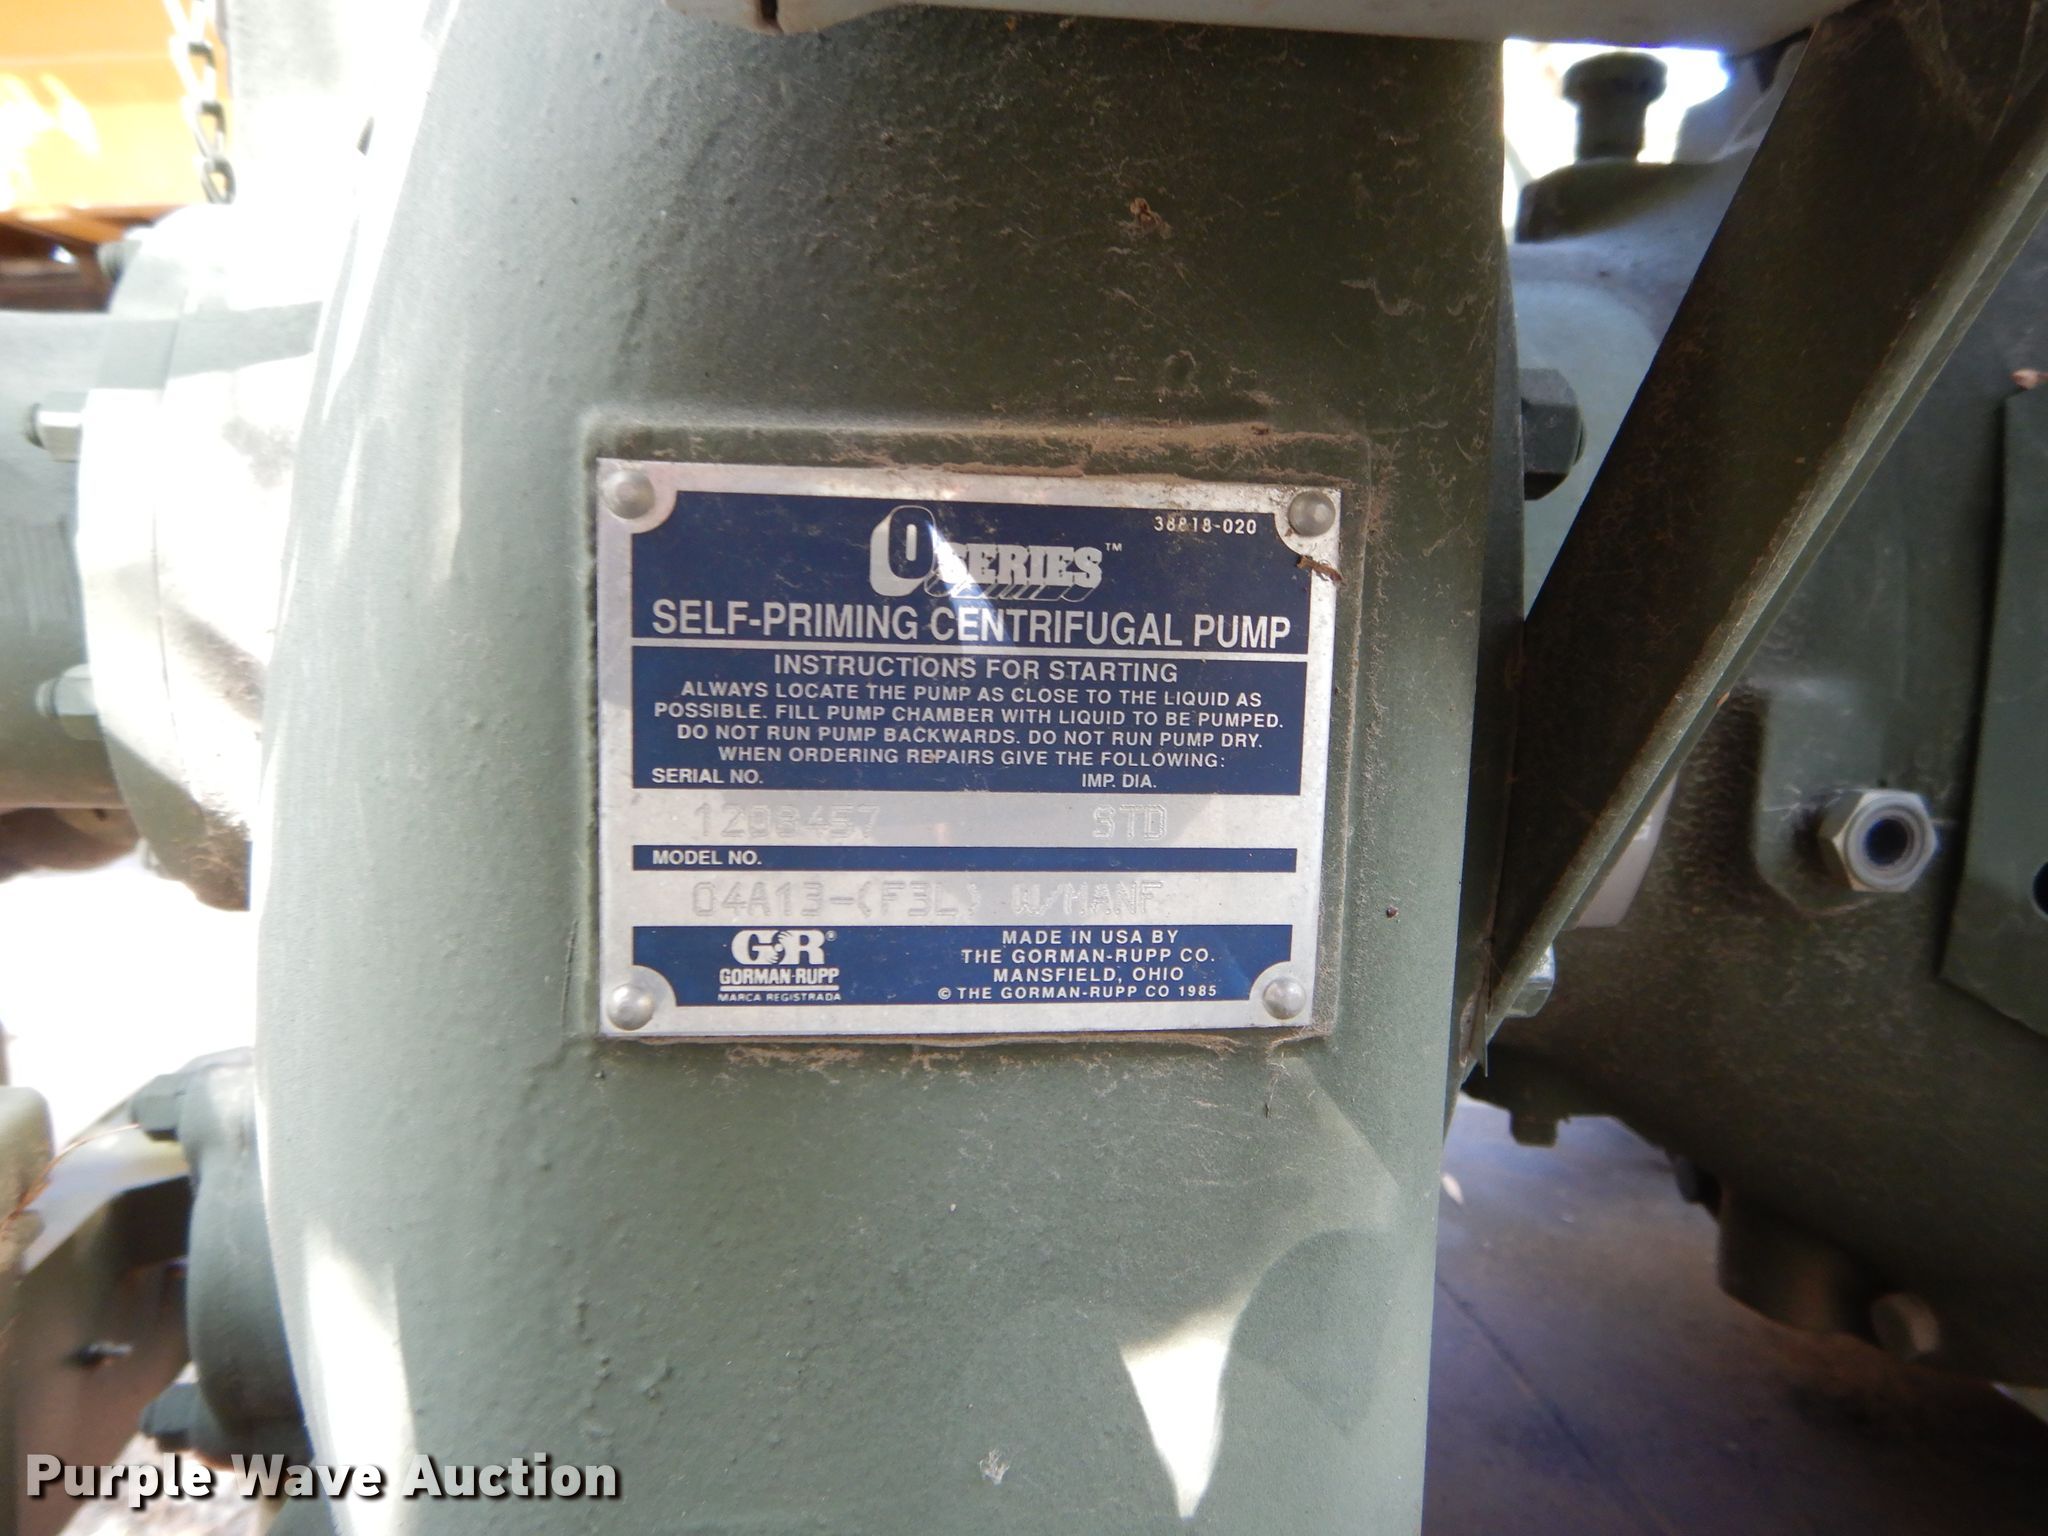 38818-020
0 SERIES™
SELF-PRIMING CENTRIFUGAL PUMP
INSTRUCTIONS FOR STARTING
ALWAYS LOCATE THE PUMP AS CLOSE TO THE LIQUID AS
POSSIBLE. FILL PUMP CHAMBER WITH LIQUID TO BE PUMPED.
DO NOT RUN PUMP BACKWARDS. DO NOT RUN PUMP DRY.
WHEN ORDERING REPAIRS GIVE THE FOLLOWING:
SERIAL NO. IMP. DIA.
1298457 STD
MODEL NO.
04A13-(F3L) W/MANF
G·R®
GORMAN-RUPP
MARCA REGISTRADA
MADE IN USA BY
THE GORMAN-RUPP CO.
MANSFIELD, OHIO
© THE GORMAN-RUPP CO 1985
Purple Wave Auction